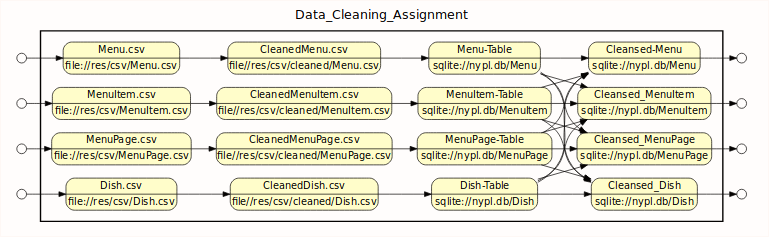 Data_Cleaning_Assignment
Menu.csv
file://res/csv/Menu.csv
CleanedMenu.csv
file//res/csv/cleaned/Menu.csv
Menu-Table
sqlite://nypl.db/Menu
Cleansed-Menu
sqlite://nypl.db/Menu
MenuItem.csv
file://res/csv/MenuItem.csv
CleanedMenuItem.csv
file//res/csv/cleaned/MenuItem.csv
MenuItem-Table
sqlite://nypl.db/MenuItem
Cleansed_MenuItem
sqlite://nypl.db/MenuItem
MenuPage.csv
file://res/csv/MenuPage.csv
CleanedMenuPage.csv
file//res/csv/cleaned/MenuPage.csv
MenuPage-Table
sqlite://nypl.db/MenuPage
Cleansed_MenuPage
sqlite://nypl.db/MenuPage
Dish.csv
file://res/csv/Dish.csv
CleanedDish.csv
file//res/csv/cleaned/Dish.csv
Dish-Table
sqlite://nypl.db/Dish
Cleansed_Dish
sqlite://nypl.db/Dish